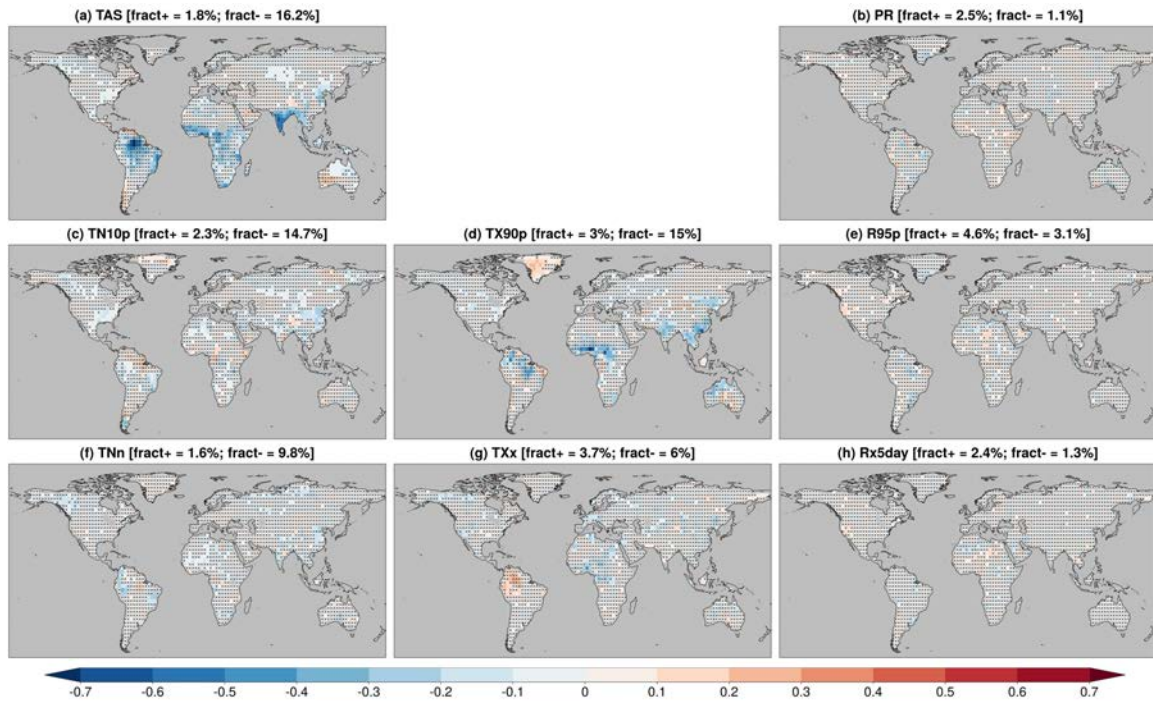 (a) TAS [fract+ = 1.8%; fract- = 16.2%]
(b) PR [fract+ = 2.5%; fract- = 1.1%]
(c) TN10p [fract+ = 2.3%; fract- = 14.7%]
(d) TX90p [fract+ = 3%; fract- = 15%]
(e) R95p [fract+ = 4.6%; fract- = 3.1%]
(f) TNn [fract+ = 1.6%; fract- = 9.8%]
(g) TXx [fract+ = 3.7%; fract- = 6%]
(h) Rx5day [fract+ = 2.4%; fract- = 1.3%]
-0.7 -0.6 -0.5 -0.4 -0.3 -0.2 -0.1 0 0.1 0.2 0.3 0.4 0.5 0.6 0.7